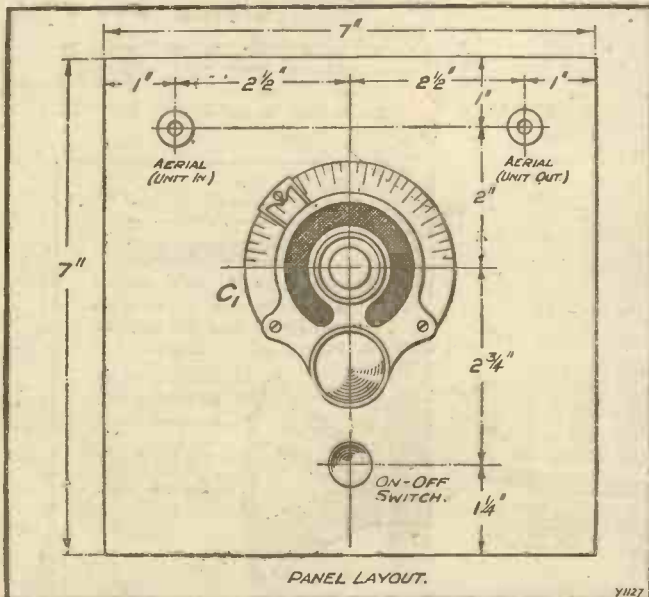 7"
1" 2½" 2½" 1"
1"
AERIAL
(UNIT IN)
AERIAL
(UNIT OUT)
2"
7"
C1
2¾"
ON-OFF
SWITCH.
1¼"
PANEL LAYOUT.
Y1127